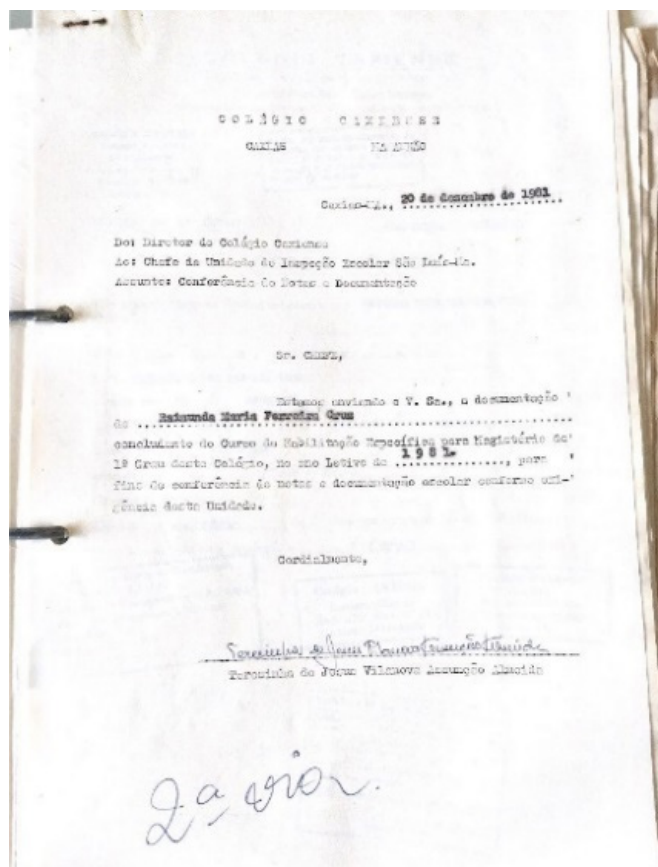 COLÉGIO CAXIENSE
CAXIAS MARANHÃO
Caxias-MA., 20 de dezembro de 1981
Do: Diretor do Colégio Caxiense
Ao: Chefe da Unidade de Inspeção Escolar São Luís-Ma.
Assunto: Conferência de Notas e Documentação
Sr. CHEFE,
Estamos enviando a V. Sa., a documentação '
de ...Raimunda Maria Ferreira Cruz
concluinte do Curso de Habilitação Específica para Magistério de'
1º Grau deste Colégio, no ano Letivo de ...1981..., para '
fins de conferência de notas e documentação escolar conforme exi-'
gência desta Unidade.
Cordialmente,
Teresinha de Jesus Vilanova Assunção Almeida
2ª via.